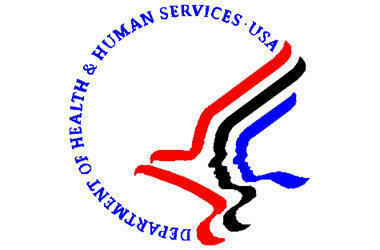 DEPARTMENT OF HEALTH & HUMAN SERVICES · USA